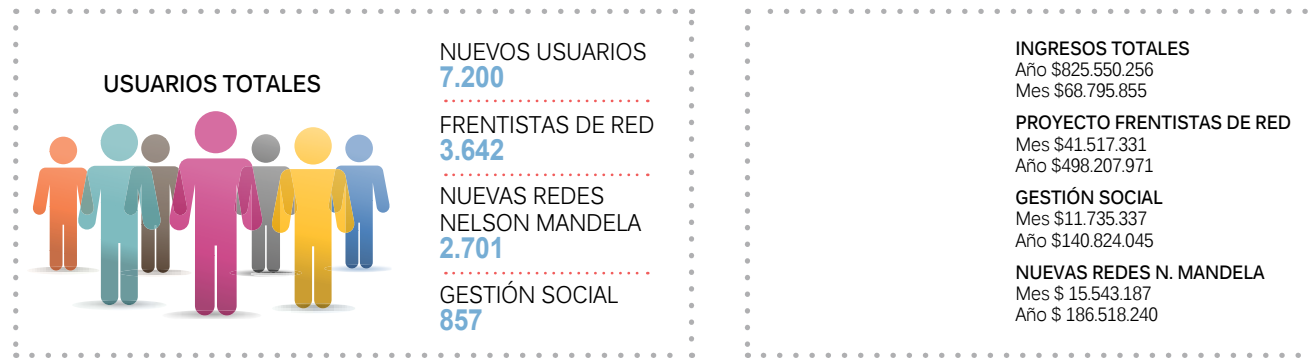 USUARIOS TOTALES
NUEVOS USUARIOS
7.200
FRENTISTAS DE RED
3.642
NUEVAS REDES
NELSON MANDELA
2.701
GESTIÓN SOCIAL
857
INGRESOS TOTALES
Año $825.550.256
Mes $68.795.855
PROYECTO FRENTISTAS DE RED
Mes $41.517.331
Año $498.207.971
GESTIÓN SOCIAL
Mes $11.735.337
Año $140.824.045
NUEVAS REDES N. MANDELA
Mes $ 15.543.187
Año $ 186.518.240